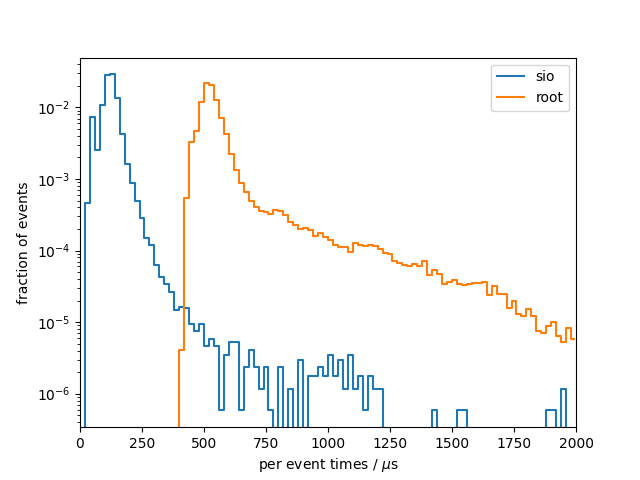 sio
root
10⁻²
10⁻³
10⁻⁴
10⁻⁵
10⁻⁶
fraction of events
0 250 500 750 1000 1250 1500 1750 2000
per event times / μs